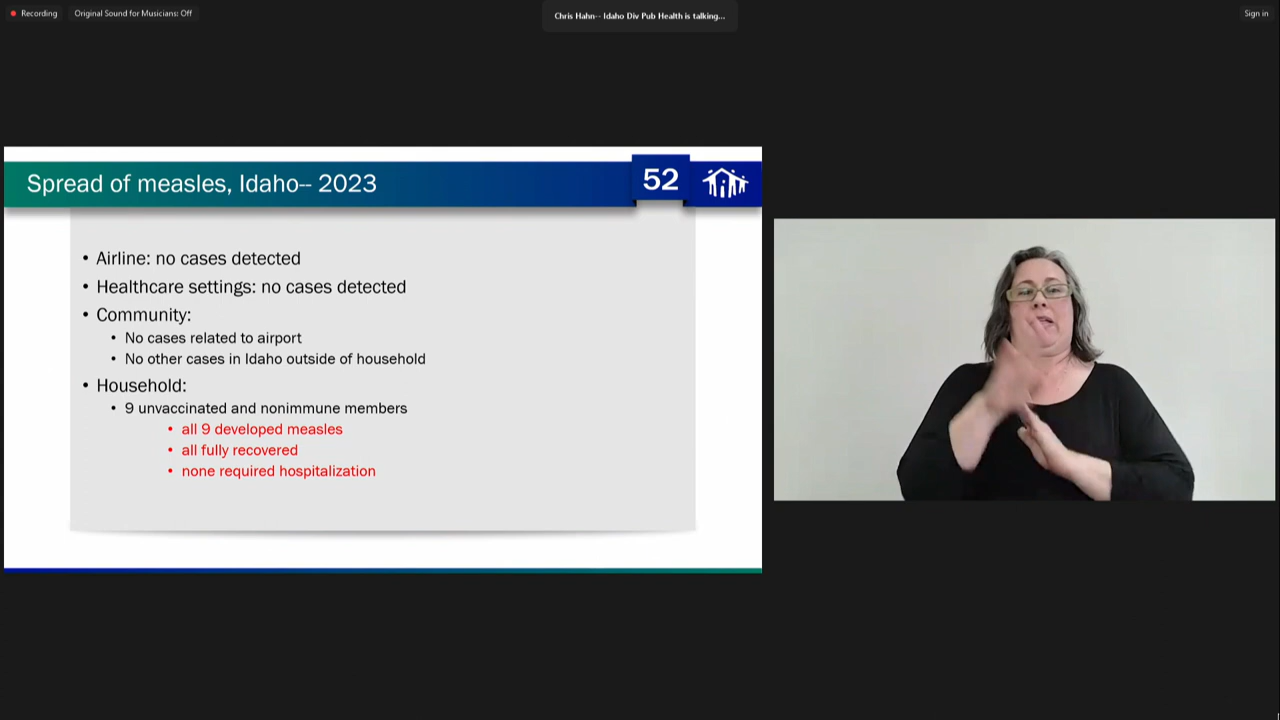 Recording
Original Sound for Musicians: Off
Chris Hahn-- Idaho Div Pub Health is talking...
Sign in
Spread of measles, Idaho-- 2023
52
• Airline: no cases detected
• Healthcare settings: no cases detected
• Community:
• No cases related to airport
• No other cases in Idaho outside of household
• Household:
• 9 unvaccinated and nonimmune members
• all 9 developed measles
• all fully recovered
• none required hospitalization